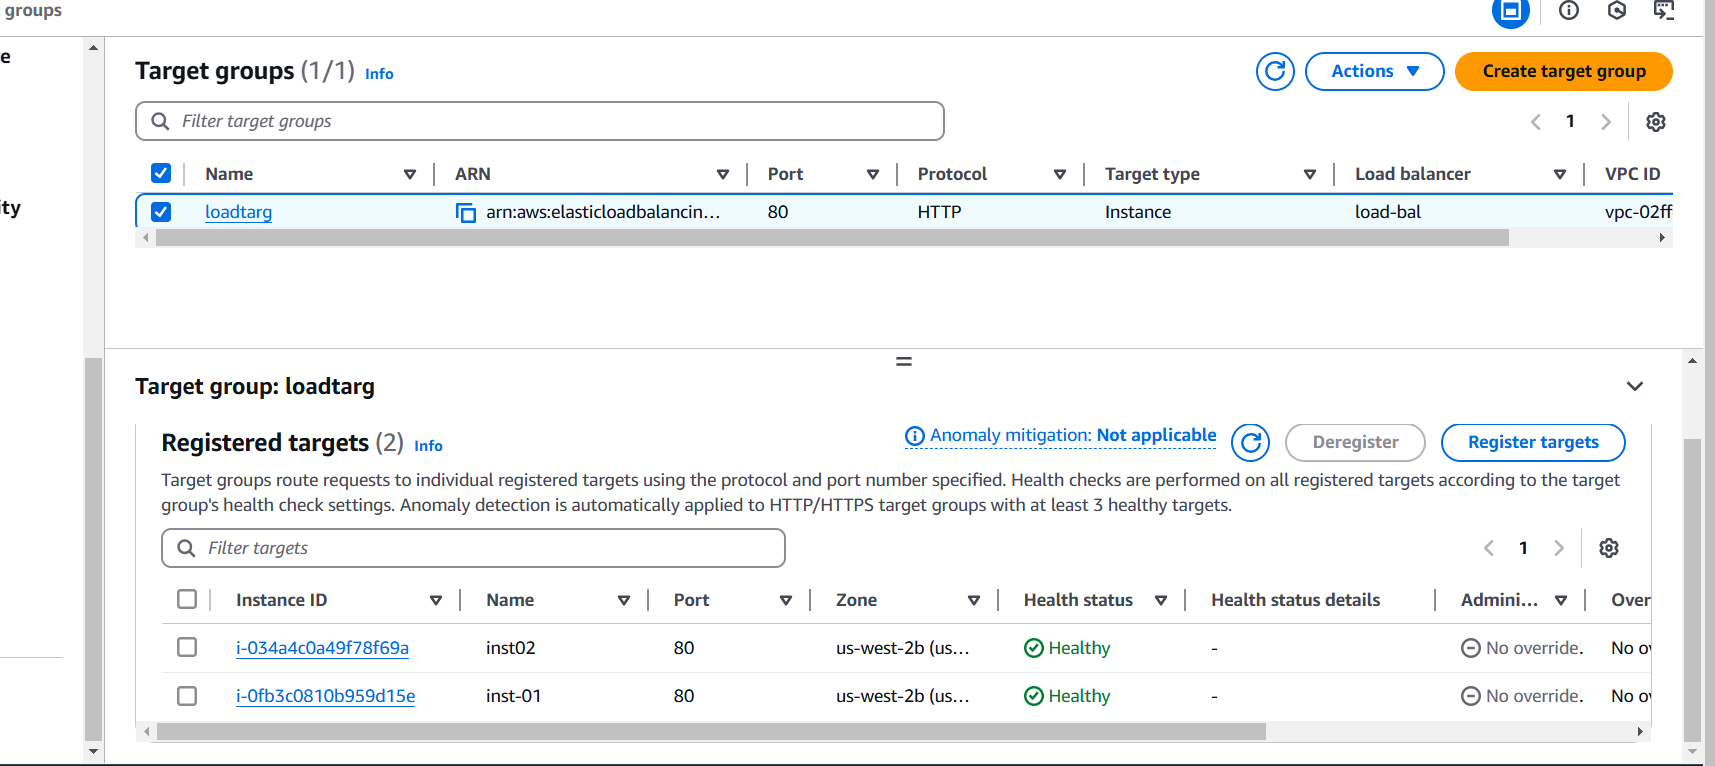 groups
e
ity
Target groups (1/1) Info
Actions
Create target group
Filter target groups
1
Name ARN Port Protocol Target type Load balancer VPC ID
loadtarg arn:aws:elasticloadbalancin... 80 HTTP Instance load-bal vpc-02ff
Target group: loadtarg
Registered targets (2) Info
Anomaly mitigation: Not applicable
Deregister
Register targets
Target groups route requests to individual registered targets using the protocol and port number specified. Health checks are performed on all registered targets according to the target
group's health check settings. Anomaly detection is automatically applied to HTTP/HTTPS target groups with at least 3 healthy targets.
Filter targets
1
Instance ID Name Port Zone Health status Health status details Admini... Over
i-034a4c0a49f78f69a inst02 80 us-west-2b (us... Healthy - No override. No o
i-0fb3c0810b959d15e inst-01 80 us-west-2b (us... Healthy - No override. No o